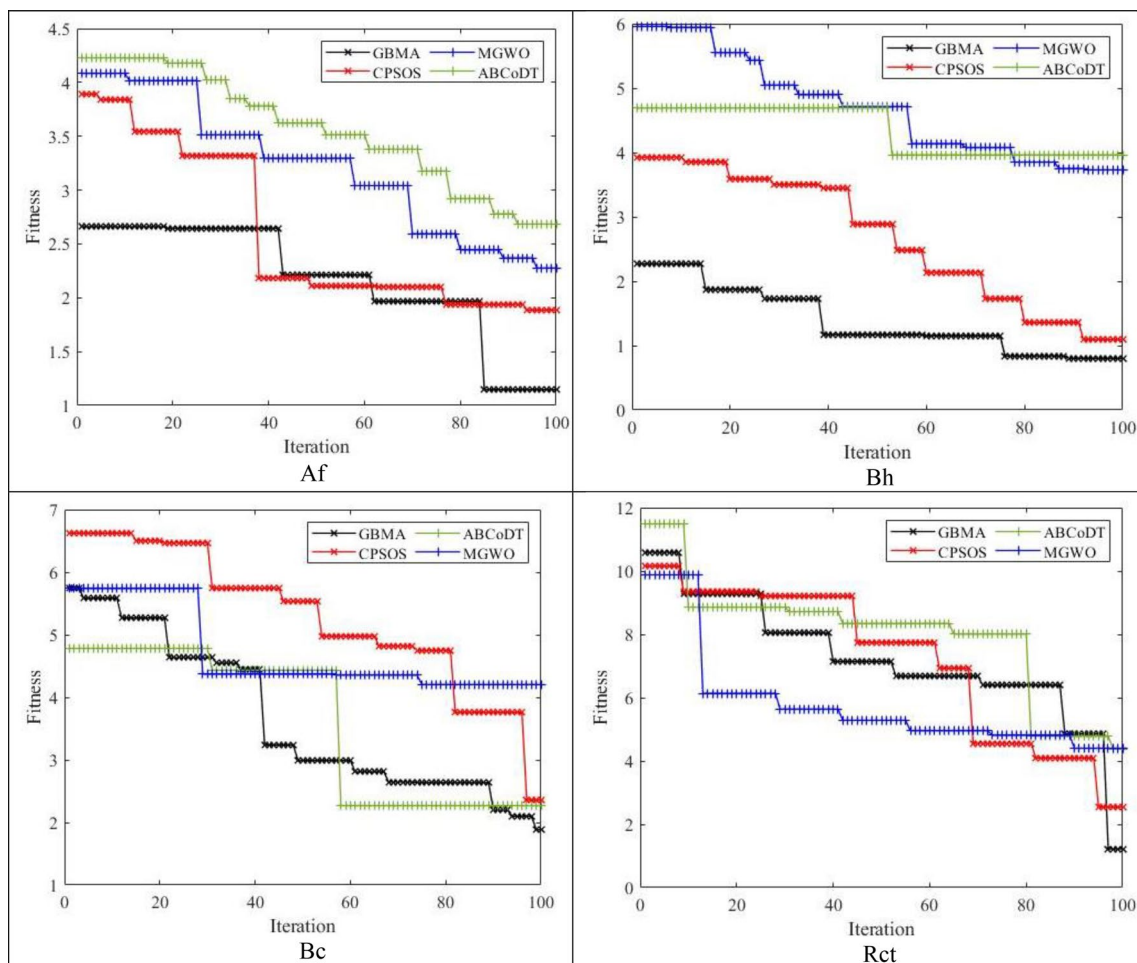 4.5
4
3.5
3
2.5
2
1.5
1
Fitness
GBMA MGWO
CPSOS ABCoDT
0 20 40 60 80 100
Iteration
Af
6
5
4
3
2
1
0
Fitness
GBMA MGWO
CPSOS ABCoDT
0 20 40 60 80 100
Iteration
Bh
7
6
5
4
3
2
1
Fitness
GBMA ABCoDT
CPSOS MGWO
0 20 40 60 80 100
Iteration
Bc
12
10
8
6
4
2
0
Fitness
GBMA ABCoDT
CPSOS MGWO
0 20 40 60 80 100
Iteration
Rct